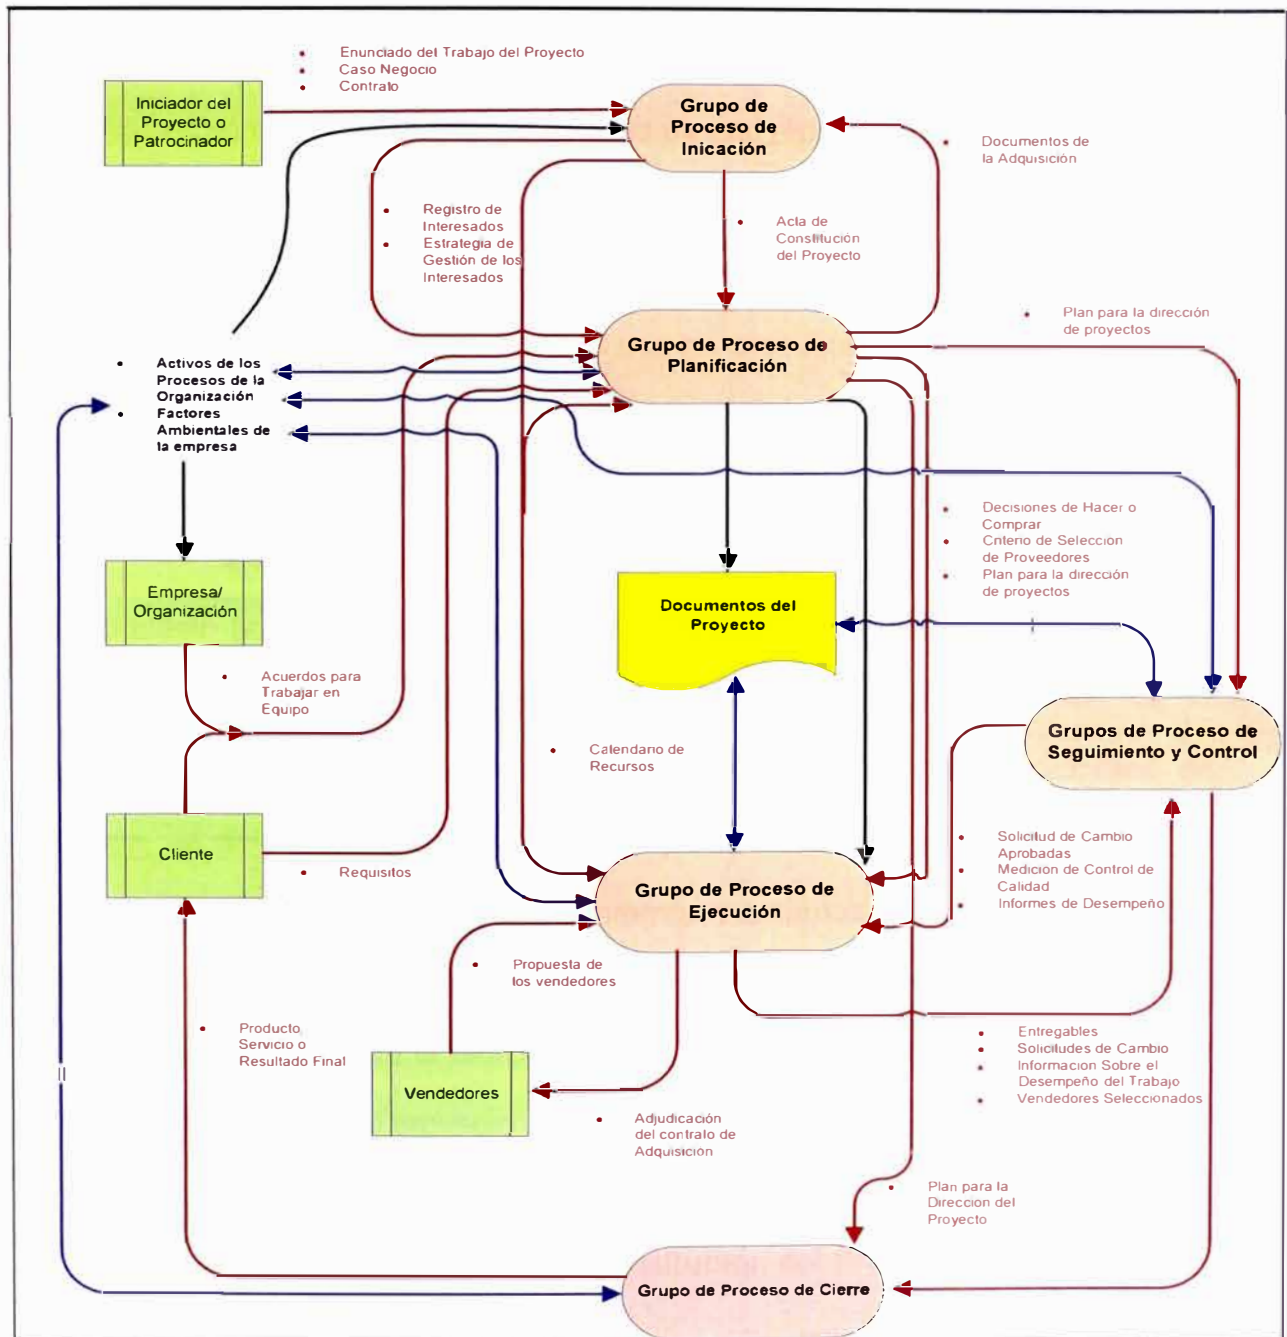 Enunciado del Trabajo del Proyecto
Caso Negocio
Contrato
Iniciador del
Proyecto o
Patrocinador
Grupo de
Proceso de
Inicación
Documentos de
la Adquisición
Registro de
Interesados
Estrategia de
Gestión de los
Interesados
Acta de
Constitución
del Proyecto
Plan para la dirección
de proyectos
Grupo de Proceso de
Planificación
Activos de los
Procesos de la
Organización
Factores
Ambientales de
la empresa
Decisiones de Hacer o
Comprar
Criterio de Selección
de Proveedores
Plan para la dirección
de proyectos
Empresa/
Organización
Documentos del
Proyecto
Acuerdos para
Trabajar en
Equipo
Grupos de Proceso de
Seguimiento y Control
Calendario de
Recursos
Cliente
Requisitos
Solicitud de Cambio
Aprobadas
Medicion de Control de
Calidad
Informes de Desempeño
Grupo de Proceso de
Ejecución
Propuesta de
los vendedores
Producto
Servicio o
Resultado Final
Entregables
Solicitudes de Cambio
Informacion Sobre el
Desempeño del Trabajo
Vendedores Seleccionados
Vendedores
Adjudicación
del contrato de
Adquisición
Plan para la
Direccion del
Proyecto
Grupo de Proceso de Cierre